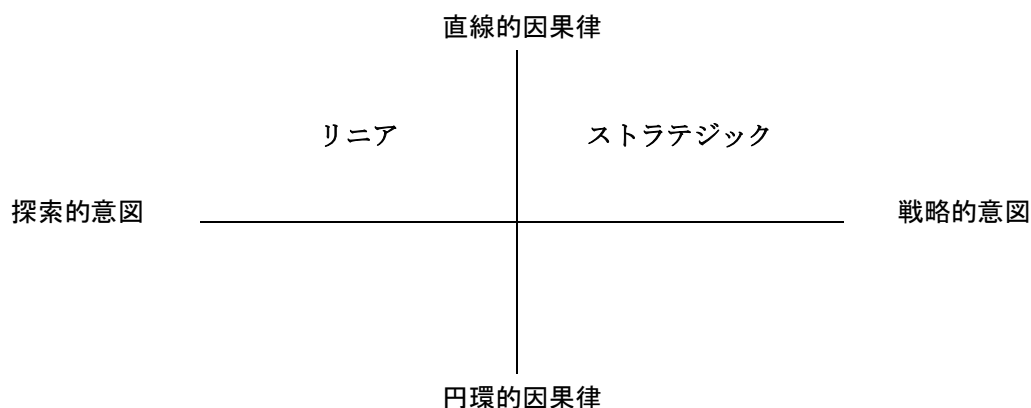 直線的因果律
リニア
ストラテジック
探索的意図
戦略的意図
円環的因果律